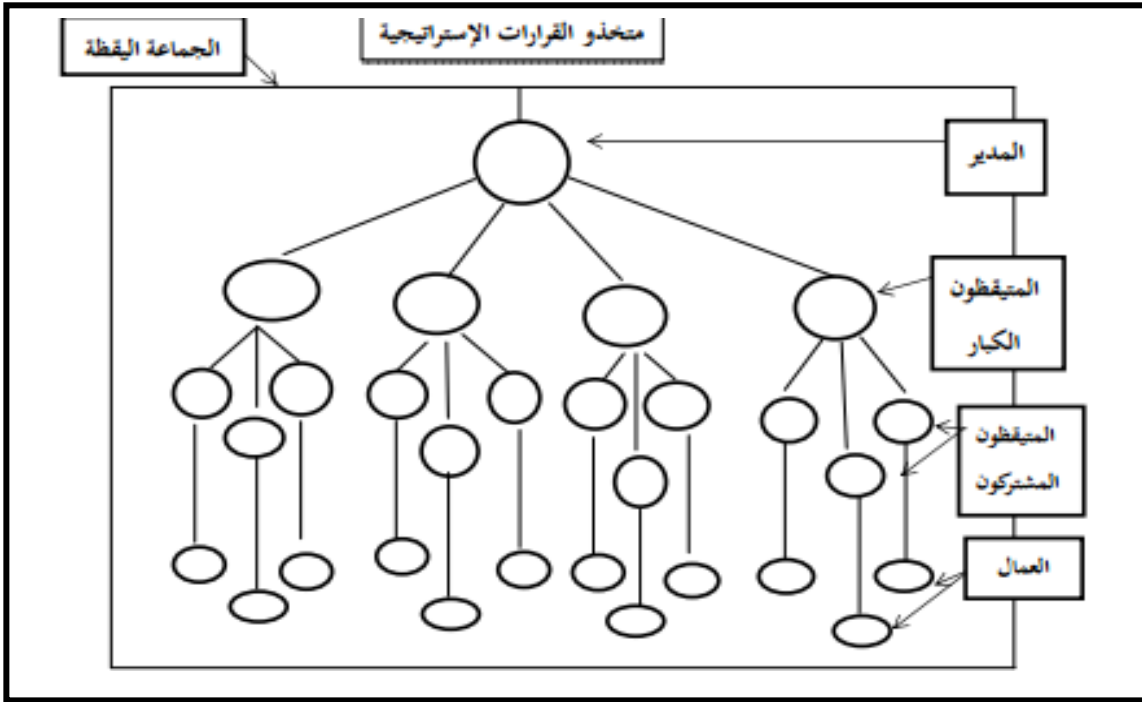 متخذو القرارات الإستراتيجية
الجماعة اليقظة
المدير
المتيقظون
الكبار
المتيقظون
المشتركون
العمال